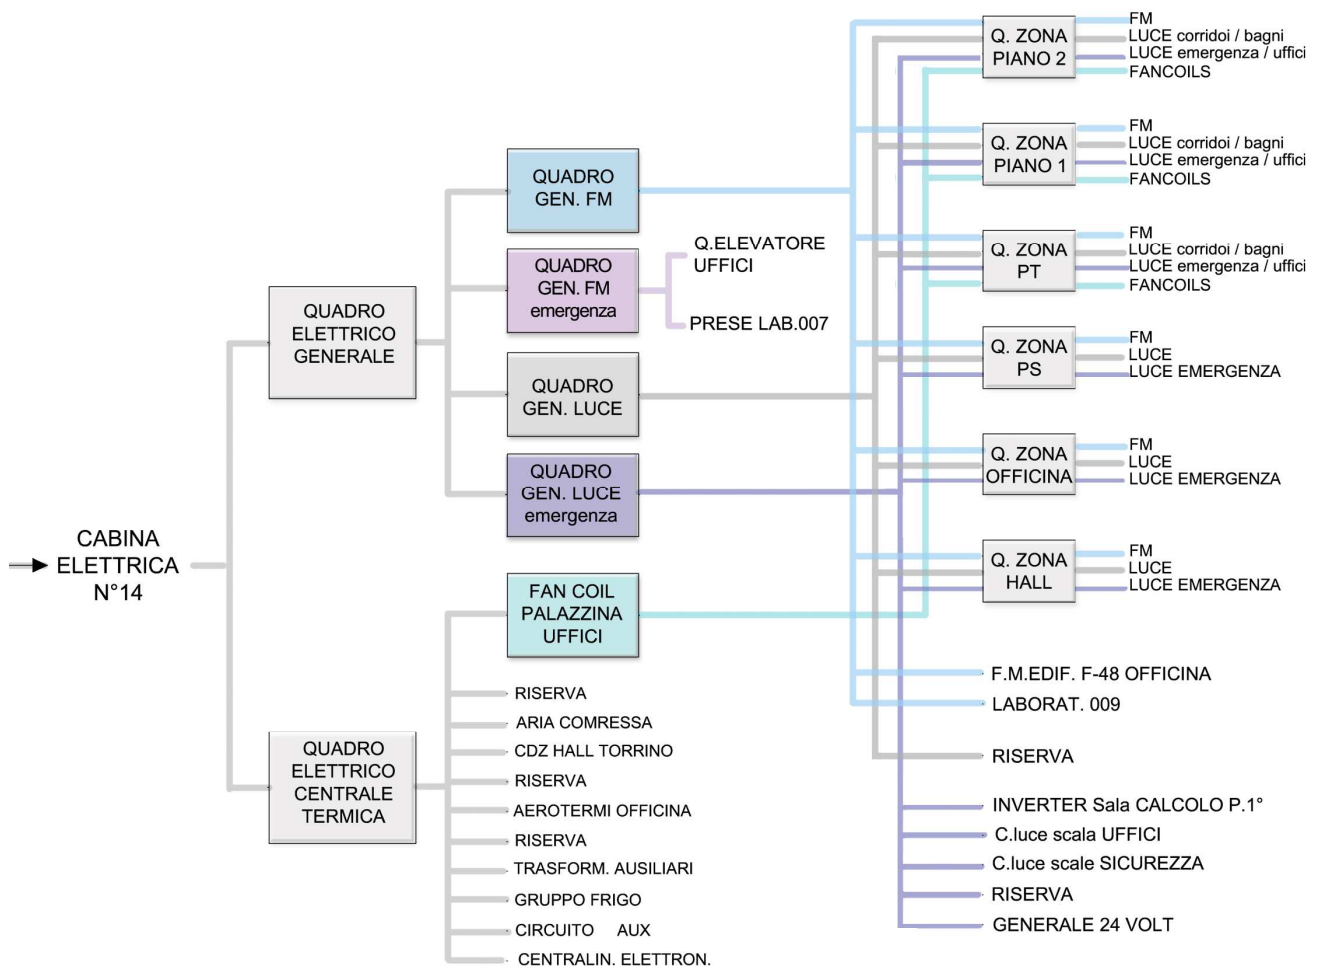 CABINA
ELETTRICA
N°14
QUADRO
ELETTRICO
GENERALE
QUADRO
ELETTRICO
CENTRALE
TERMICA
QUADRO
GEN. FM
QUADRO
GEN. FM
emergenza
Q.ELEVATORE
UFFICI
PRESE LAB.007
QUADRO
GEN. LUCE
QUADRO
GEN. LUCE
emergenza
FAN COIL
PALAZZINA
UFFICI
RISERVA
ARIA COMRESSA
CDZ HALL TORRINO
RISERVA
AEROTERMI OFFICINA
RISERVA
TRASFORM. AUSILIARI
GRUPPO FRIGO
CIRCUITO AUX
CENTRALIN. ELETTRON.
Q. ZONA
PIANO 2
FM
LUCE corridoi / bagni
LUCE emergenza / uffici
FANCOILS
Q. ZONA
PIANO 1
FM
LUCE corridoi / bagni
LUCE emergenza / uffici
FANCOILS
Q. ZONA
PT
FM
LUCE corridoi / bagni
LUCE emergenza / uffici
FANCOILS
Q. ZONA
PS
FM
LUCE
LUCE EMERGENZA
Q. ZONA
OFFICINA
FM
LUCE
LUCE EMERGENZA
Q. ZONA
HALL
FM
LUCE
LUCE EMERGENZA
F.M.EDIF. F-48 OFFICINA
LABORAT. 009
RISERVA
INVERTER Sala CALCOLO P.1°
C.luce scala UFFICI
C.luce scale SICUREZZA
RISERVA
GENERALE 24 VOLT